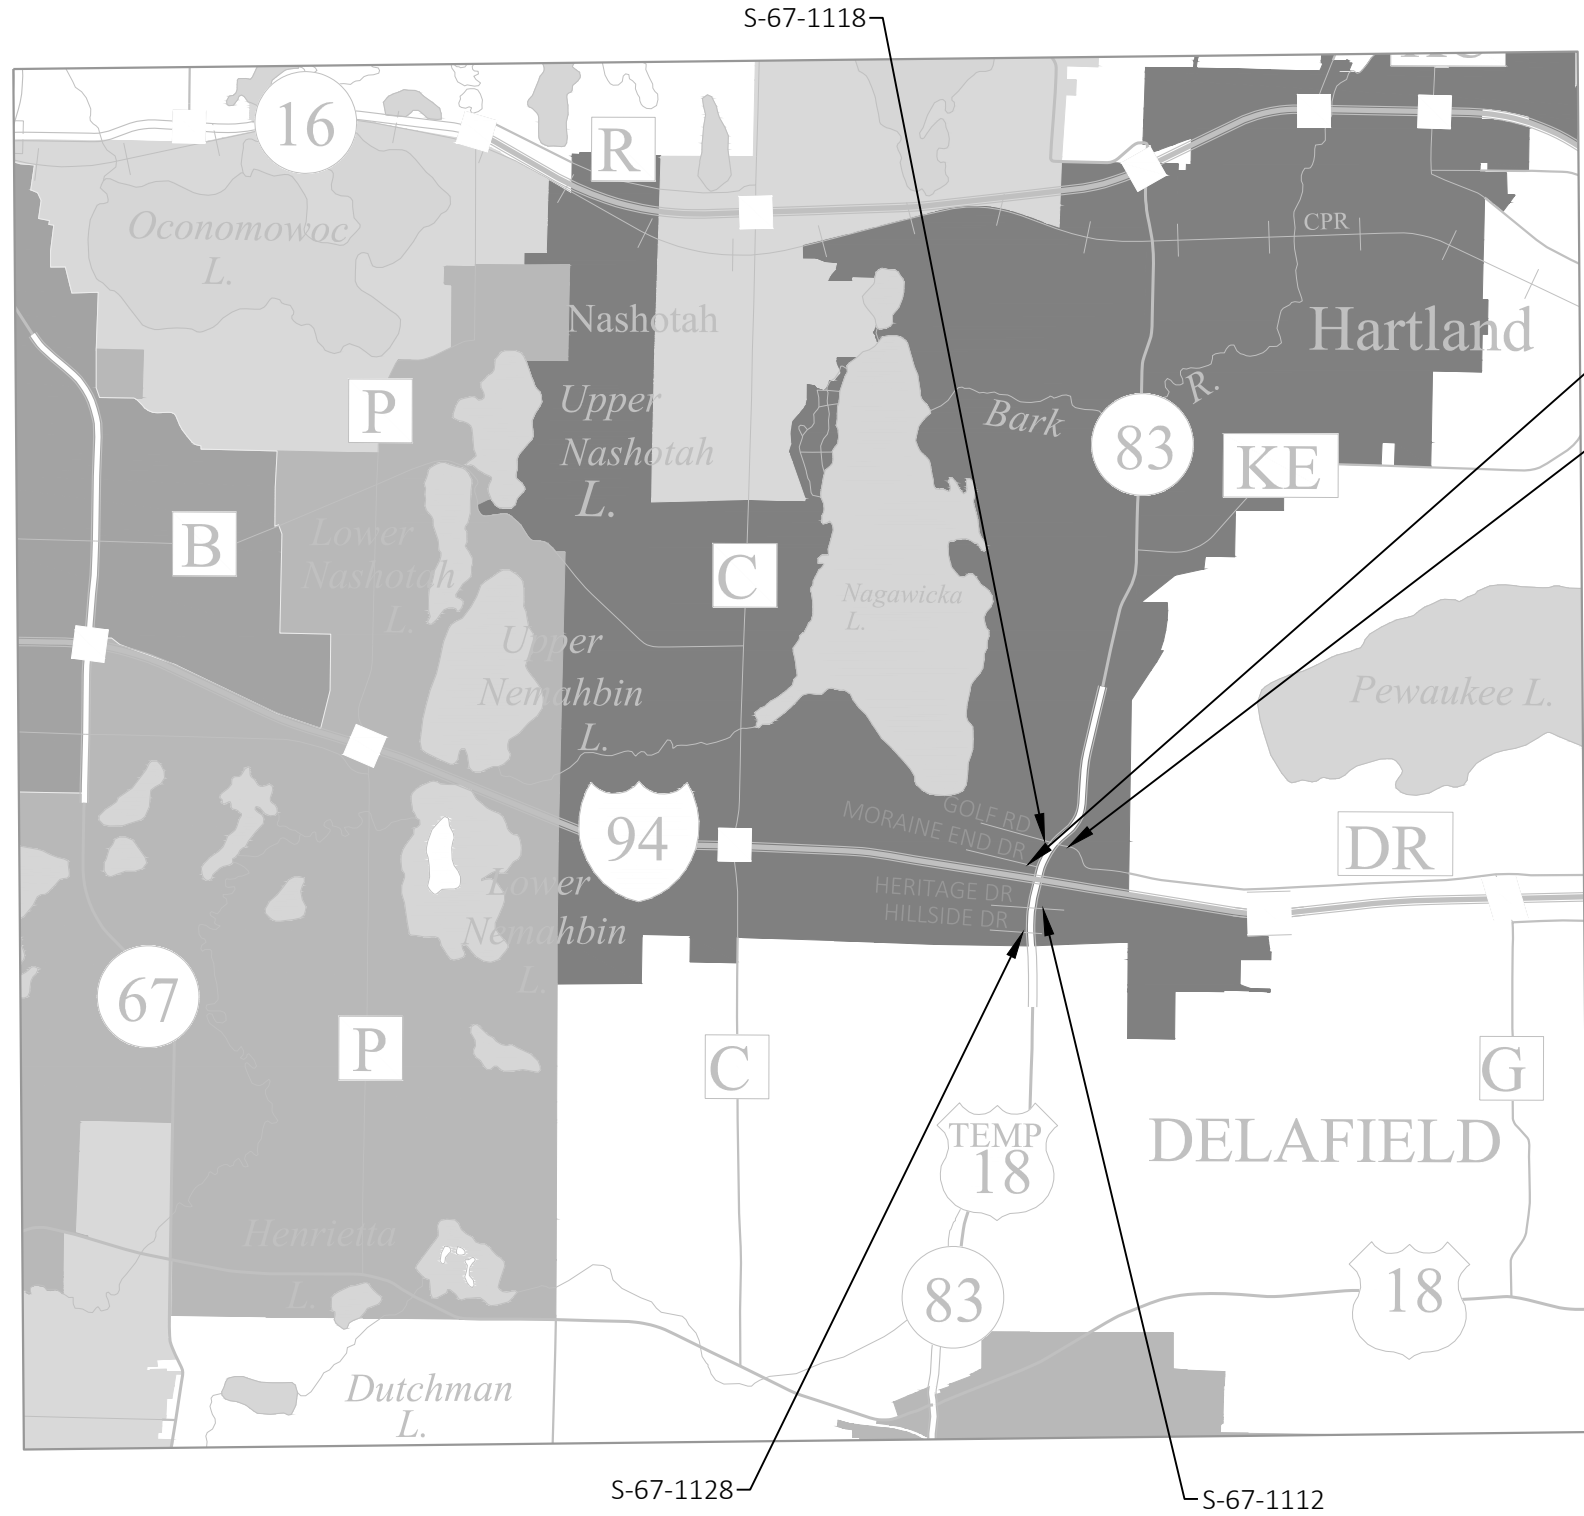 S-67-1118
16
R
Oconomowoc
L.
CPR
Nashotah
Hartland
P
Upper
Nashotah
L.
Bark
R.
83
KE
B
Lower
Nashotah
L.
C
Nagawicka
L.
Upper
Nemahbin
L.
Pewaukee L.
GOLF RD
MORAINE END DR
94
DR
Lower
Nemahbin
L.
HERITAGE DR
HILLSIDE DR
67
P
C
G
TEMP
18
DELAFIELD
Henrietta
L.
83
18
Dutchman
L.
S-67-1128
S-67-1112